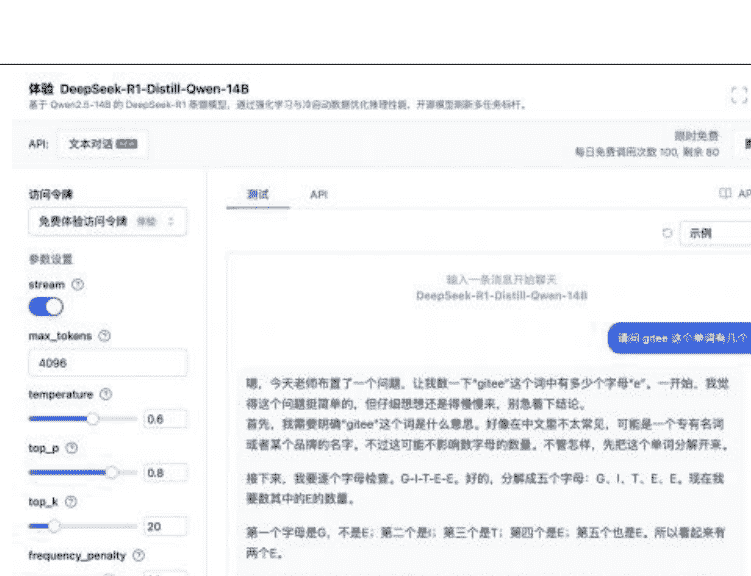 体验 DeepSeek-R1-Distill-Qwen-14B
基于 Qwen2.5-14B 的 DeepSeek-R1 蒸馏模型，通过强化学习与冷启动数据优化推理性能，开源模型刷新多任务标杆。
API: 文本对话
限时免费
每日免费调用次数 100, 剩余 80
访问令牌
免费体验访问令牌 体验
参数设置
stream
max_tokens
4096
temperature
0.6
top_p
0.8
top_k
20
frequency_penalty
测试 API
示例
输入一条消息开始聊天
DeepSeek-R1-Distill-Qwen-14B
请问 gitee 这个单词有几个
嗯，今天老师布置了一个问题，让我数一下"gitee"这个词中有多少个字母"e"。一开始，我觉
得这个问题挺简单的，但仔细想想还是得慢慢来，别急着下结论。
首先，我需要明确"gitee"这个词是什么意思。好像在中文里不太常见，可能是一个专有名词
或者某个品牌的名字。不过这可能不影响数字母的数量。不管怎样，先把这个单词分解开来。
接下来，我要逐个字母检查。G-I-T-E-E。好的，分解成五个字母：G、I、T、E、E。现在我
要数其中的E的数量。
第一个字母是G，不是E；第二个是I；第三个是T；第四个是E；第五个也是E。所以看起来有
两个E。